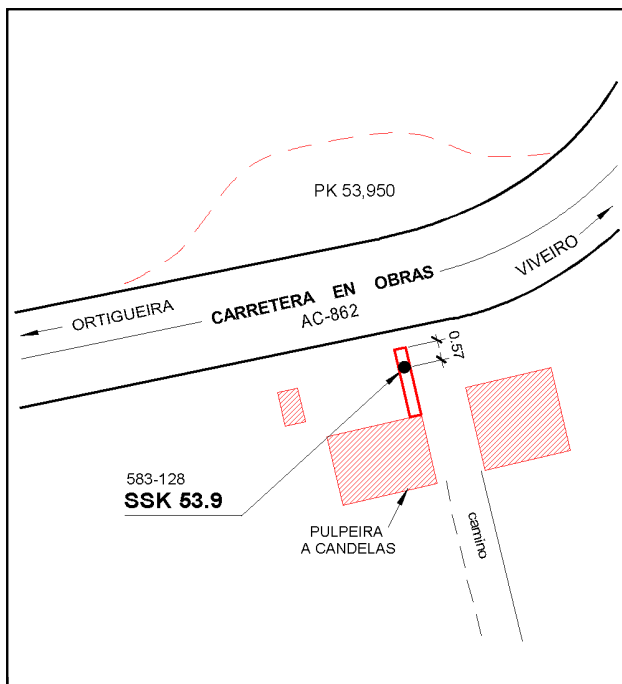 PK 53,950
VIVEIRO
CARRETERA EN OBRAS
ORTIGUEIRA
AC-862
0.57
583-128
SSK 53.9
PULPEIRA
A CANDELAS
camino